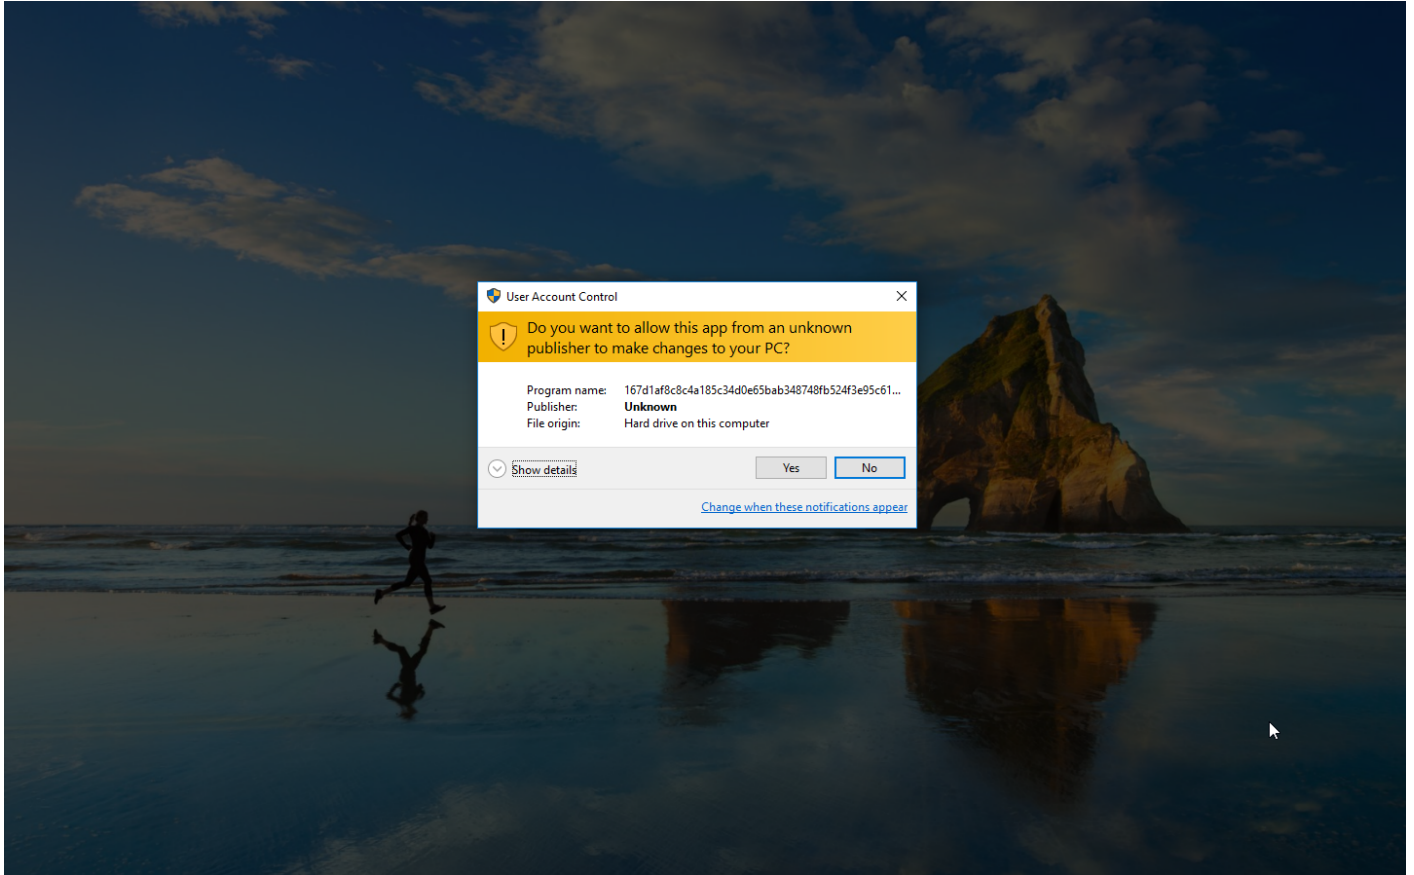 User Account Control
Do you want to allow this app from an unknown
publisher to make changes to your PC?
Program name: 167d1af8c8c4a185c34d0e65bab348748fb524f3e95c61...
Publisher: Unknown
File origin: Hard drive on this computer
Show details Yes No
Change when these notifications appear